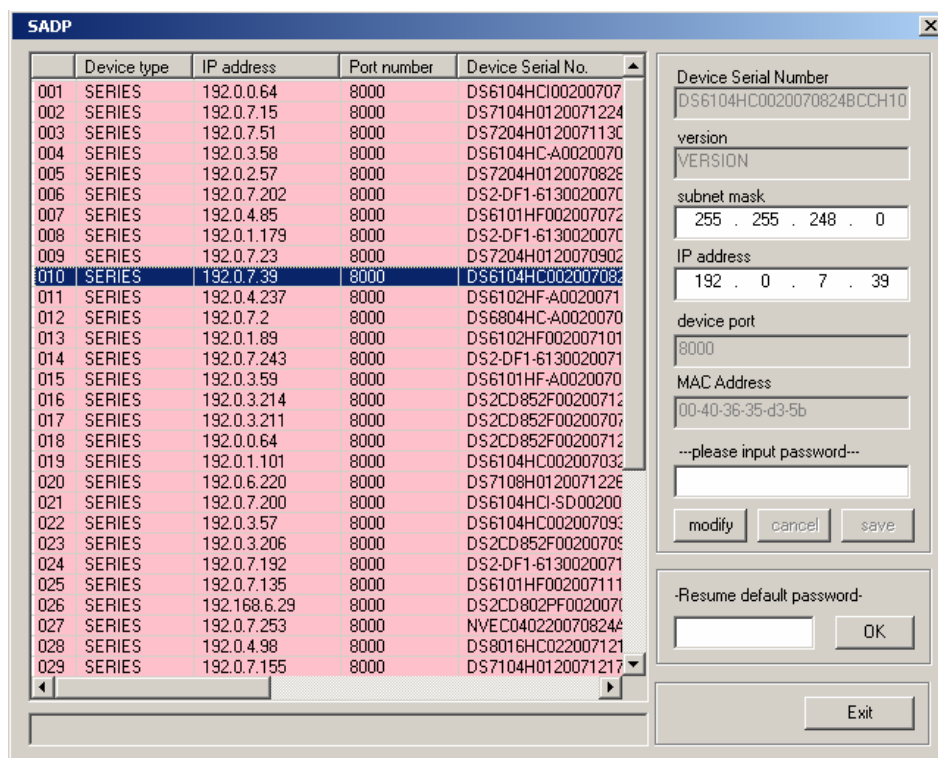 SADP
Device type IP address Port number Device Serial No.
001 SERIES 192.0.0.64 8000 DS6104HCI00200707
002 SERIES 192.0.7.15 8000 DS7104H0120071224
003 SERIES 192.0.7.51 8000 DS7204H012007113
004 SERIES 192.0.3.58 8000 DS6104HC-A0020070
005 SERIES 192.0.2.57 8000 DS7204H0120070828
006 SERIES 192.0.7.202 8000 DS2-DF1-613002007
007 SERIES 192.0.4.85 8000 DS6101HF002007072
008 SERIES 192.0.1.179 8000 DS2-DF1-613002007
009 SERIES 192.0.7.23 8000 DS7204H0120070902
010 SERIES 192.0.7.39 8000 DS6104HC002007082
011 SERIES 192.0.4.237 8000 DS6102HF-A0020071
012 SERIES 192.0.7.2 8000 DS6804HC-A0020070
013 SERIES 192.0.1.89 8000 DS6102HF002007101
014 SERIES 192.0.7.243 8000 DS2-DF1-6130020071
015 SERIES 192.0.3.59 8000 DS6101HF-A0020070
016 SERIES 192.0.3.214 8000 DS2CD852F00200712
017 SERIES 192.0.3.211 8000 DS2CD852F0020070
018 SERIES 192.0.0.64 8000 DS2CD852F00200712
019 SERIES 192.0.1.101 8000 DS6104HC002007032
020 SERIES 192.0.6.220 8000 DS7108H0120071226
021 SERIES 192.0.7.200 8000 DS6104HCI-SD00200
022 SERIES 192.0.3.57 8000 DS6104HC002007093
023 SERIES 192.0.3.206 8000 DS2CD852F0020070
024 SERIES 192.0.7.192 8000 DS2-DF1-6130020071
025 SERIES 192.0.7.135 8000 DS6101HF002007111
026 SERIES 192.168.6.29 8000 DS2CD802PF002007
027 SERIES 192.0.7.253 8000 NVEC040220070824
028 SERIES 192.0.4.98 8000 DS8016HC022007121
029 SERIES 192.0.7.155 8000 DS7104H0120071217
Device Serial Number
DS6104HC0020070824BCCH10
version
VERSION
subnet mask
255 . 255 . 248 . 0
IP address
192 . 0 . 7 . 39
device port
8000
MAC Address
00-40-36-35-d3-5b
---please input password---
modify cancel save
-Resume default password-
OK
Exit